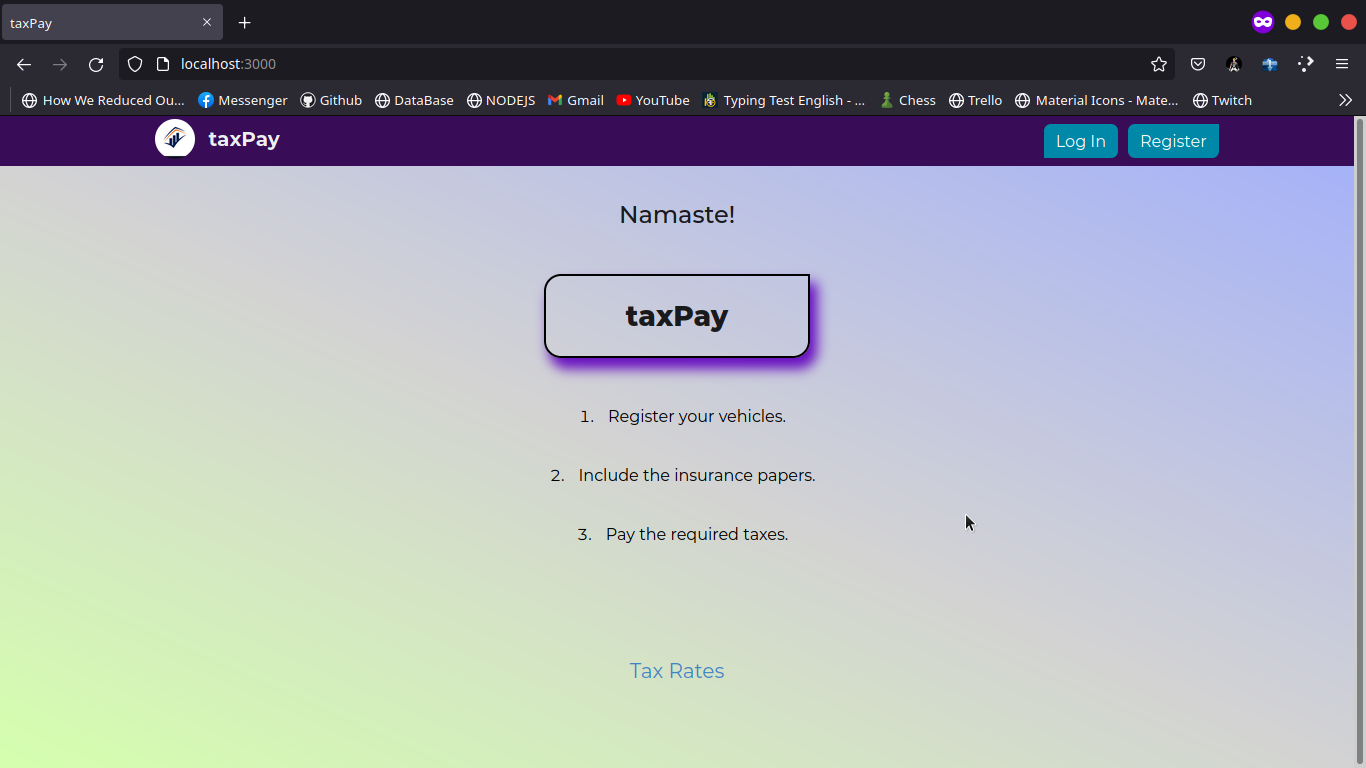 taxPay
localhost:3000
How We Reduced Ou... Messenger Github DataBase NODEJS Gmail YouTube Typing Test English - ... Chess Trello Material Icons - Mate... Twitch
taxPay Log In Register
Namaste!
taxPay
1. Register your vehicles.
2. Include the insurance papers.
3. Pay the required taxes.
Tax Rates